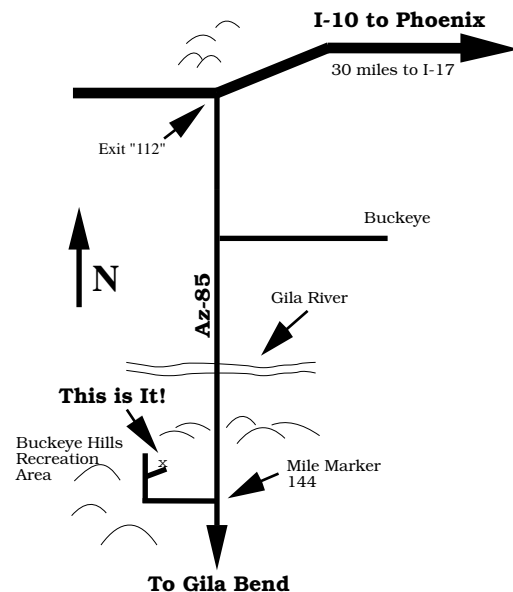 I-10 to Phoenix
30 miles to I-17
Exit "112"
Buckeye
N
Az-85
Gila River
This is It!
Buckeye Hills
Recreation
Area
x
Mile Marker
144
To Gila Bend